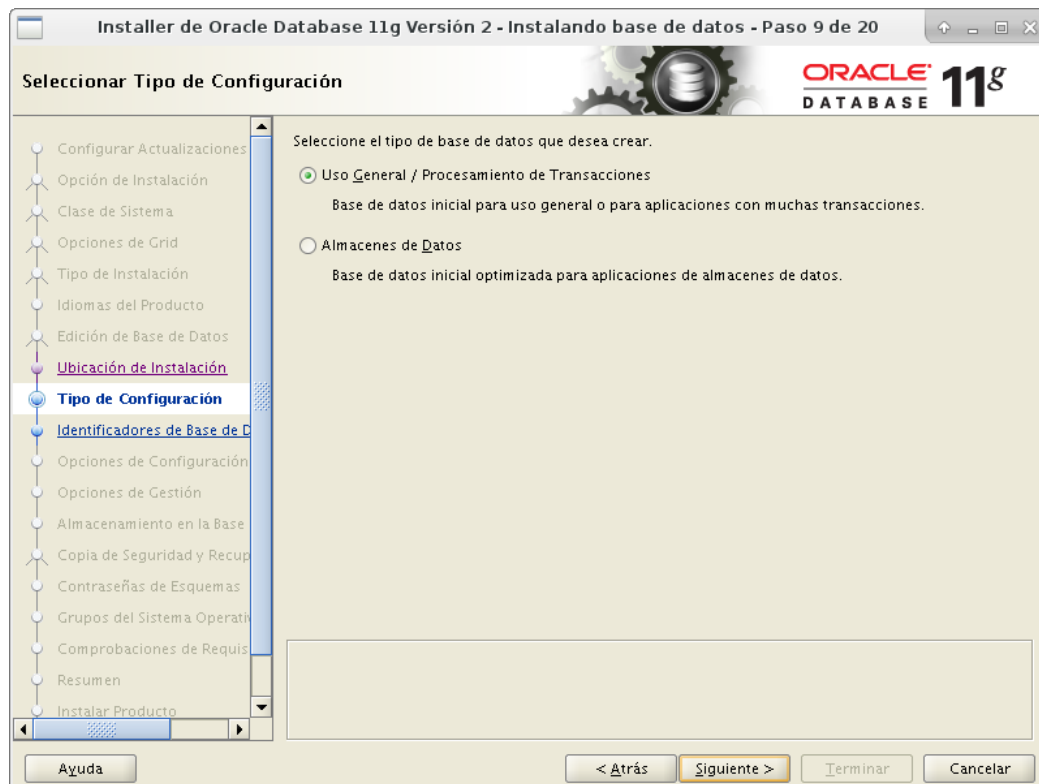 Installer de Oracle Database 11g Versión 2 - Instalando base de datos - Paso 9 de 20
Seleccionar Tipo de Configuración
ORACLE
DATABASE
11g
Configurar Actualizaciones
Opción de Instalación
Clase de Sistema
Opciones de Grid
Tipo de Instalación
Idiomas del Producto
Edición de Base de Datos
Ubicación de Instalación
Tipo de Configuración
Identificadores de Base de D
Opciones de Configuración
Opciones de Gestión
Almacenamiento en la Base
Copia de Seguridad y Recup
Contraseñas de Esquemas
Grupos del Sistema Operativ
Comprobaciones de Requis
Resumen
Instalar Producto
Seleccione el tipo de base de datos que desea crear.
Uso General / Procesamiento de Transacciones
Base de datos inicial para uso general o para aplicaciones con muchas transacciones.
Almacenes de Datos
Base de datos inicial optimizada para aplicaciones de almacenes de datos.
Ayuda
< Atrás
Siguiente >
Terminar
Cancelar